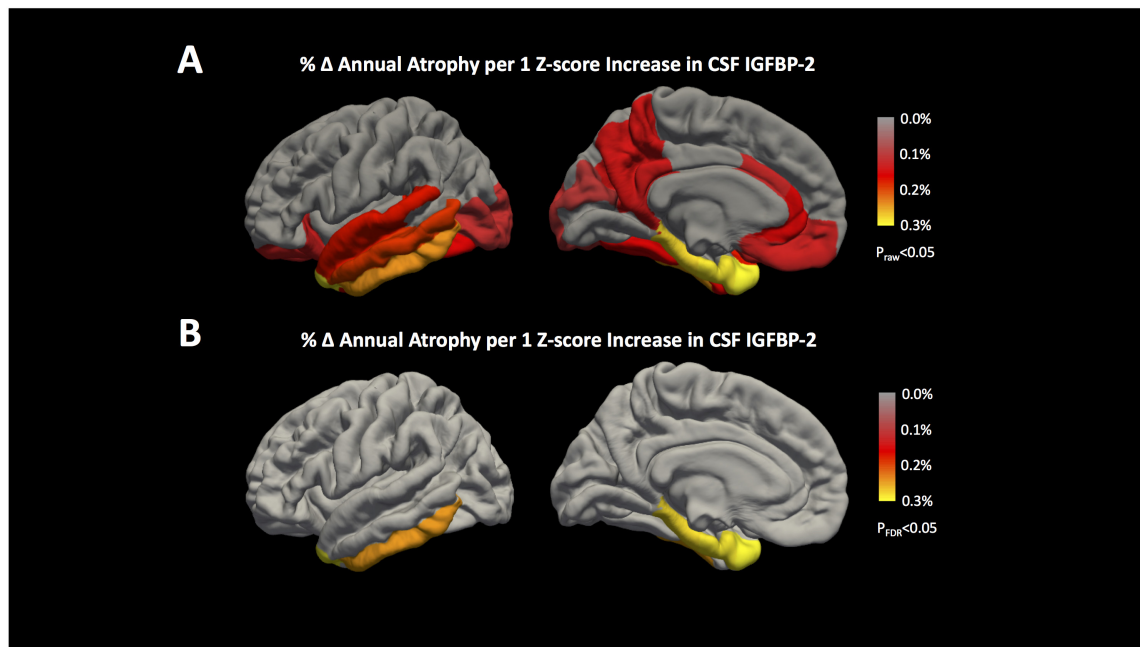 A
% Δ Annual Atrophy per 1 Z-score Increase in CSF IGFBP-2
0.0%
0.1%
0.2%
0.3%
Praw<0.05
B
% Δ Annual Atrophy per 1 Z-score Increase in CSF IGFBP-2
0.0%
0.1%
0.2%
0.3%
PFDR<0.05